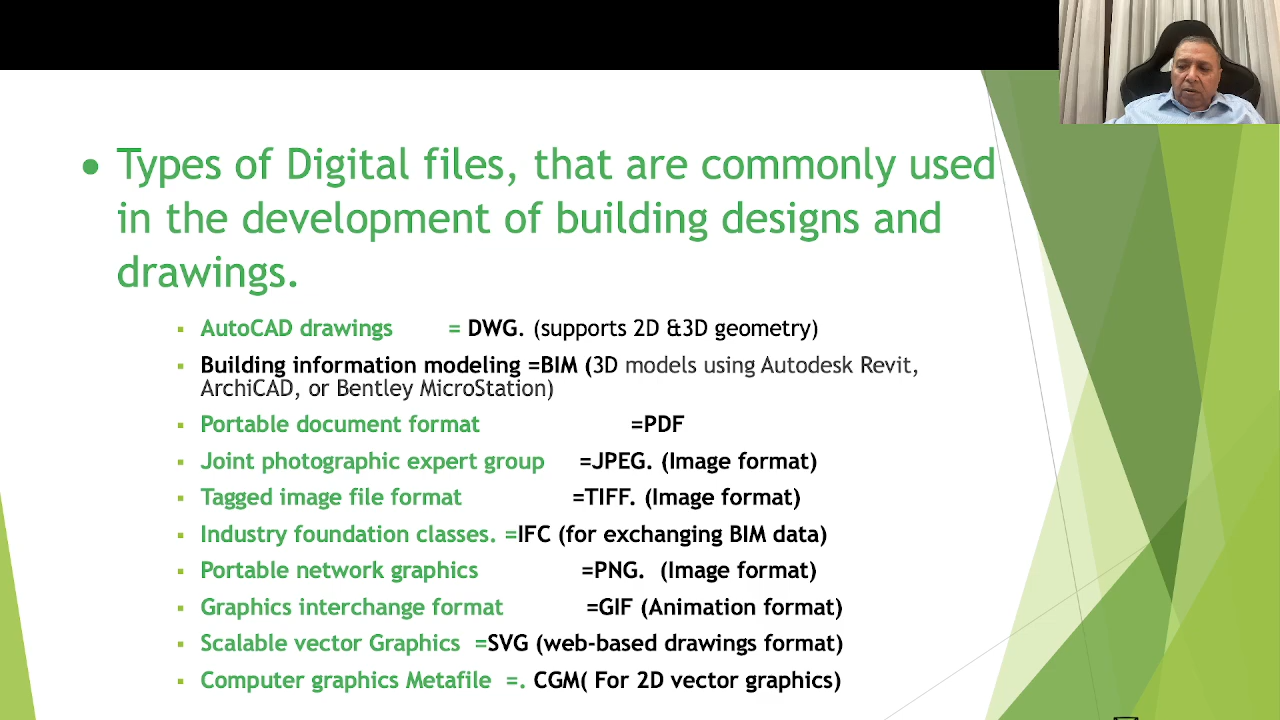 • Types of Digital files, that are commonly used
in the development of building designs and
drawings.
▪ AutoCAD drawings = DWG. (supports 2D &3D geometry)
▪ Building information modeling =BIM (3D models using Autodesk Revit,
ArchiCAD, or Bentley MicroStation)
▪ Portable document format =PDF
▪ Joint photographic expert group =JPEG. (Image format)
▪ Tagged image file format =TIFF. (Image format)
▪ Industry foundation classes. =IFC (for exchanging BIM data)
▪ Portable network graphics =PNG. (Image format)
▪ Graphics interchange format =GIF (Animation format)
▪ Scalable vector Graphics =SVG (web-based drawings format)
▪ Computer graphics Metafile =. CGM( For 2D vector graphics)